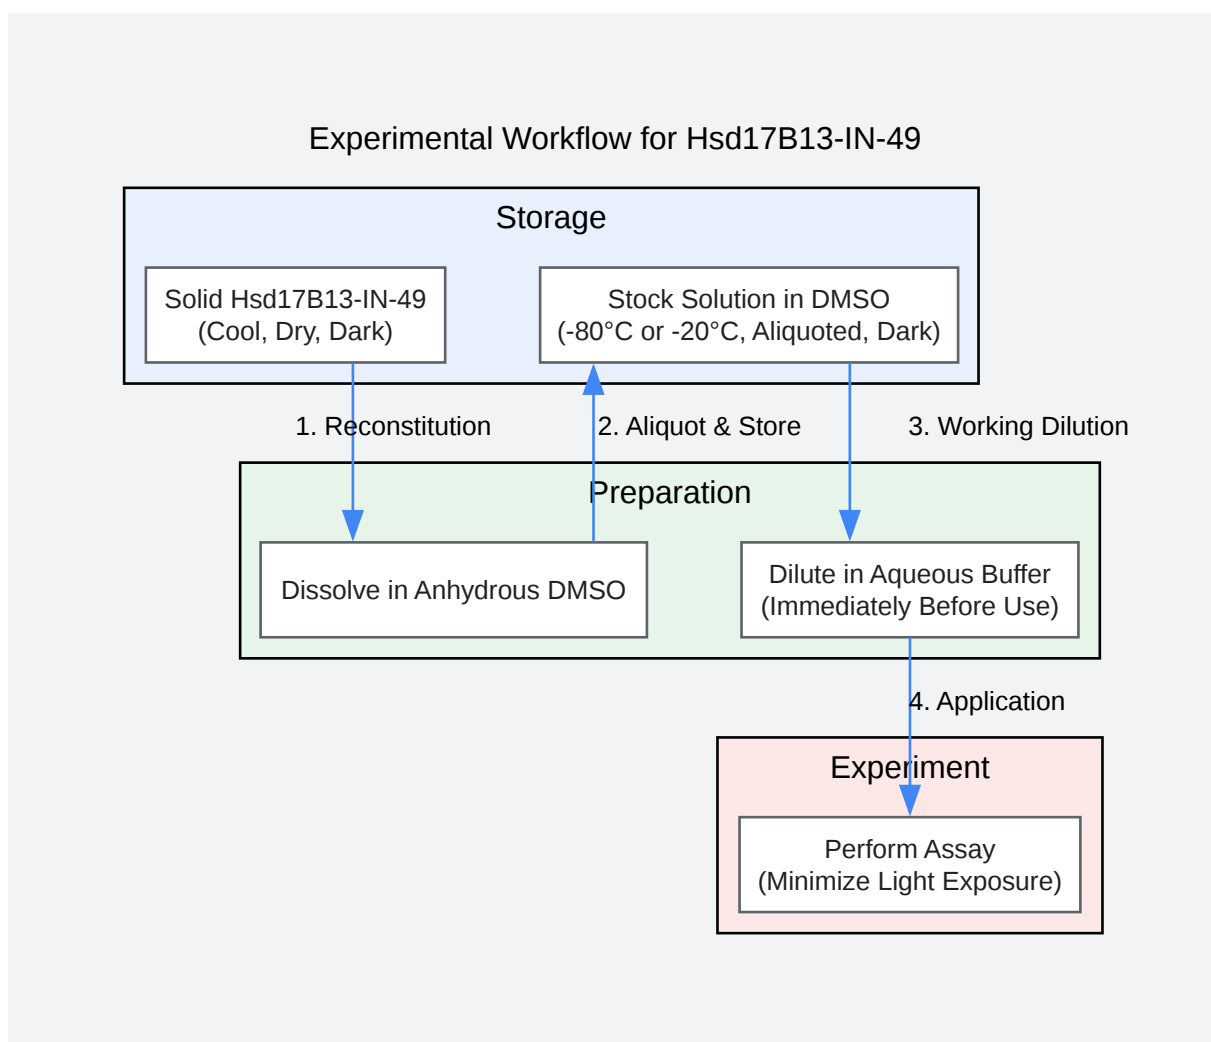 Experimental Workflow for Hsd17B13-IN-49
Storage
Solid Hsd17B13-IN-49
(Cool, Dry, Dark)
Stock Solution in DMSO
(-80°C or -20°C, Aliquoted, Dark)
1. Reconstitution
2. Aliquot & Store
3. Working Dilution
Preparation
Dissolve in Anhydrous DMSO
Dilute in Aqueous Buffer
(Immediately Before Use)
4. Application
Experiment
Perform Assay
(Minimize Light Exposure)